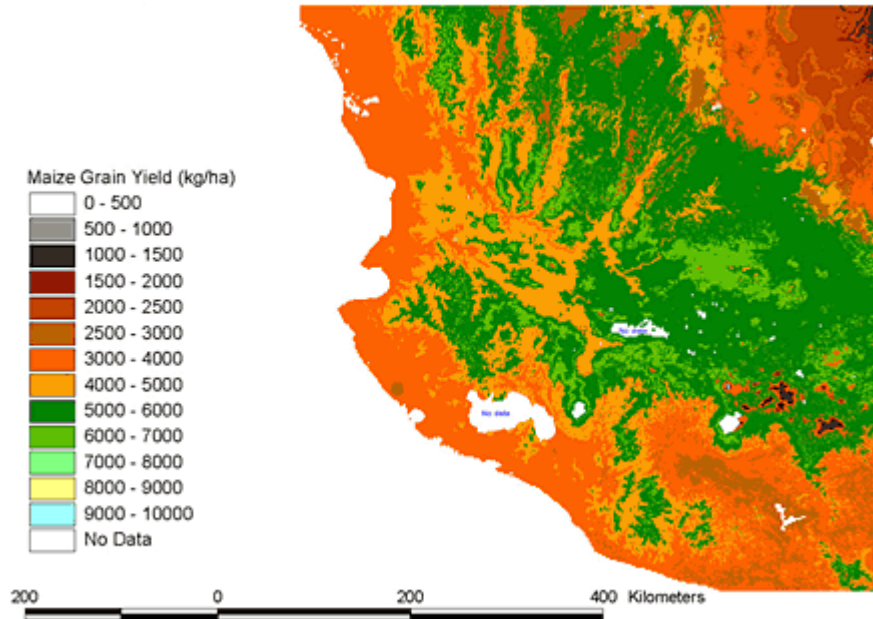 Maize Grain Yield (kg/ha)
0 - 500
500 - 1000
1000 - 1500
1500 - 2000
2000 - 2500
2500 - 3000
3000 - 4000
4000 - 5000
5000 - 6000
6000 - 7000
7000 - 8000
8000 - 9000
9000 - 10000
No Data
No data
No data
200 0 200 400 Kilometers